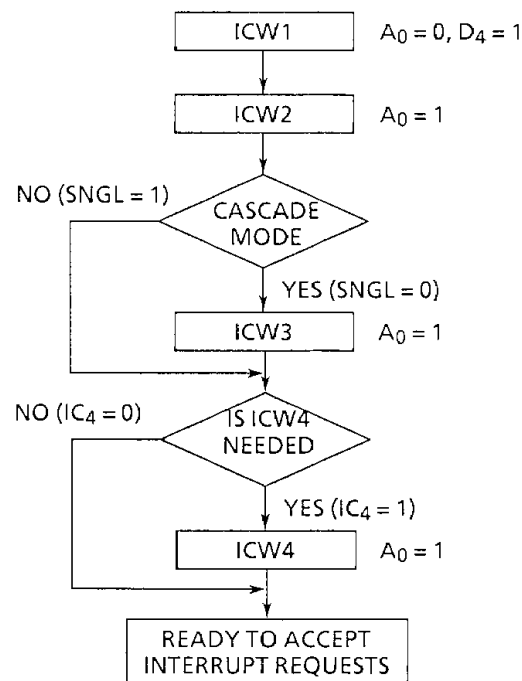 ICW1 A₀ = 0, D₄ = 1
ICW2 A₀ = 1
NO (SNGL = 1)
CASCADE
MODE
YES (SNGL = 0)
ICW3 A₀ = 1
NO (IC₄ = 0)
IS ICW4
NEEDED
YES (IC₄ = 1)
ICW4 A₀ = 1
READY TO ACCEPT
INTERRUPT REQUESTS